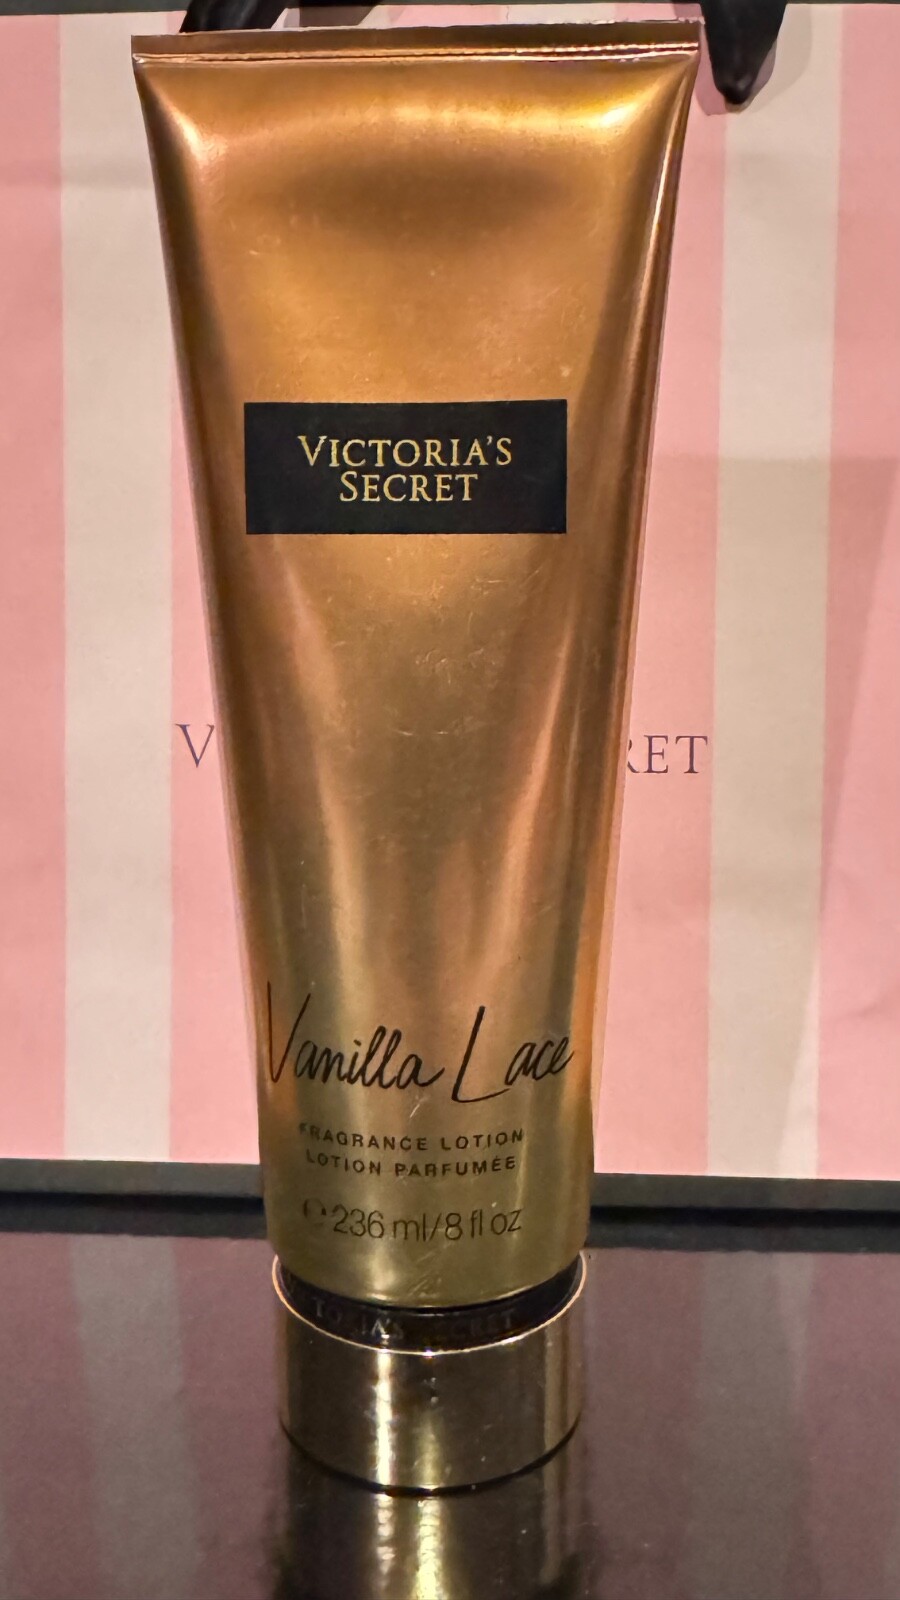 VICTORIA'S
SECRET
Vanilla Lace
FRAGRANCE LOTION
LOTION PARFUMÉE
℮ 236 ml/8 fl oz